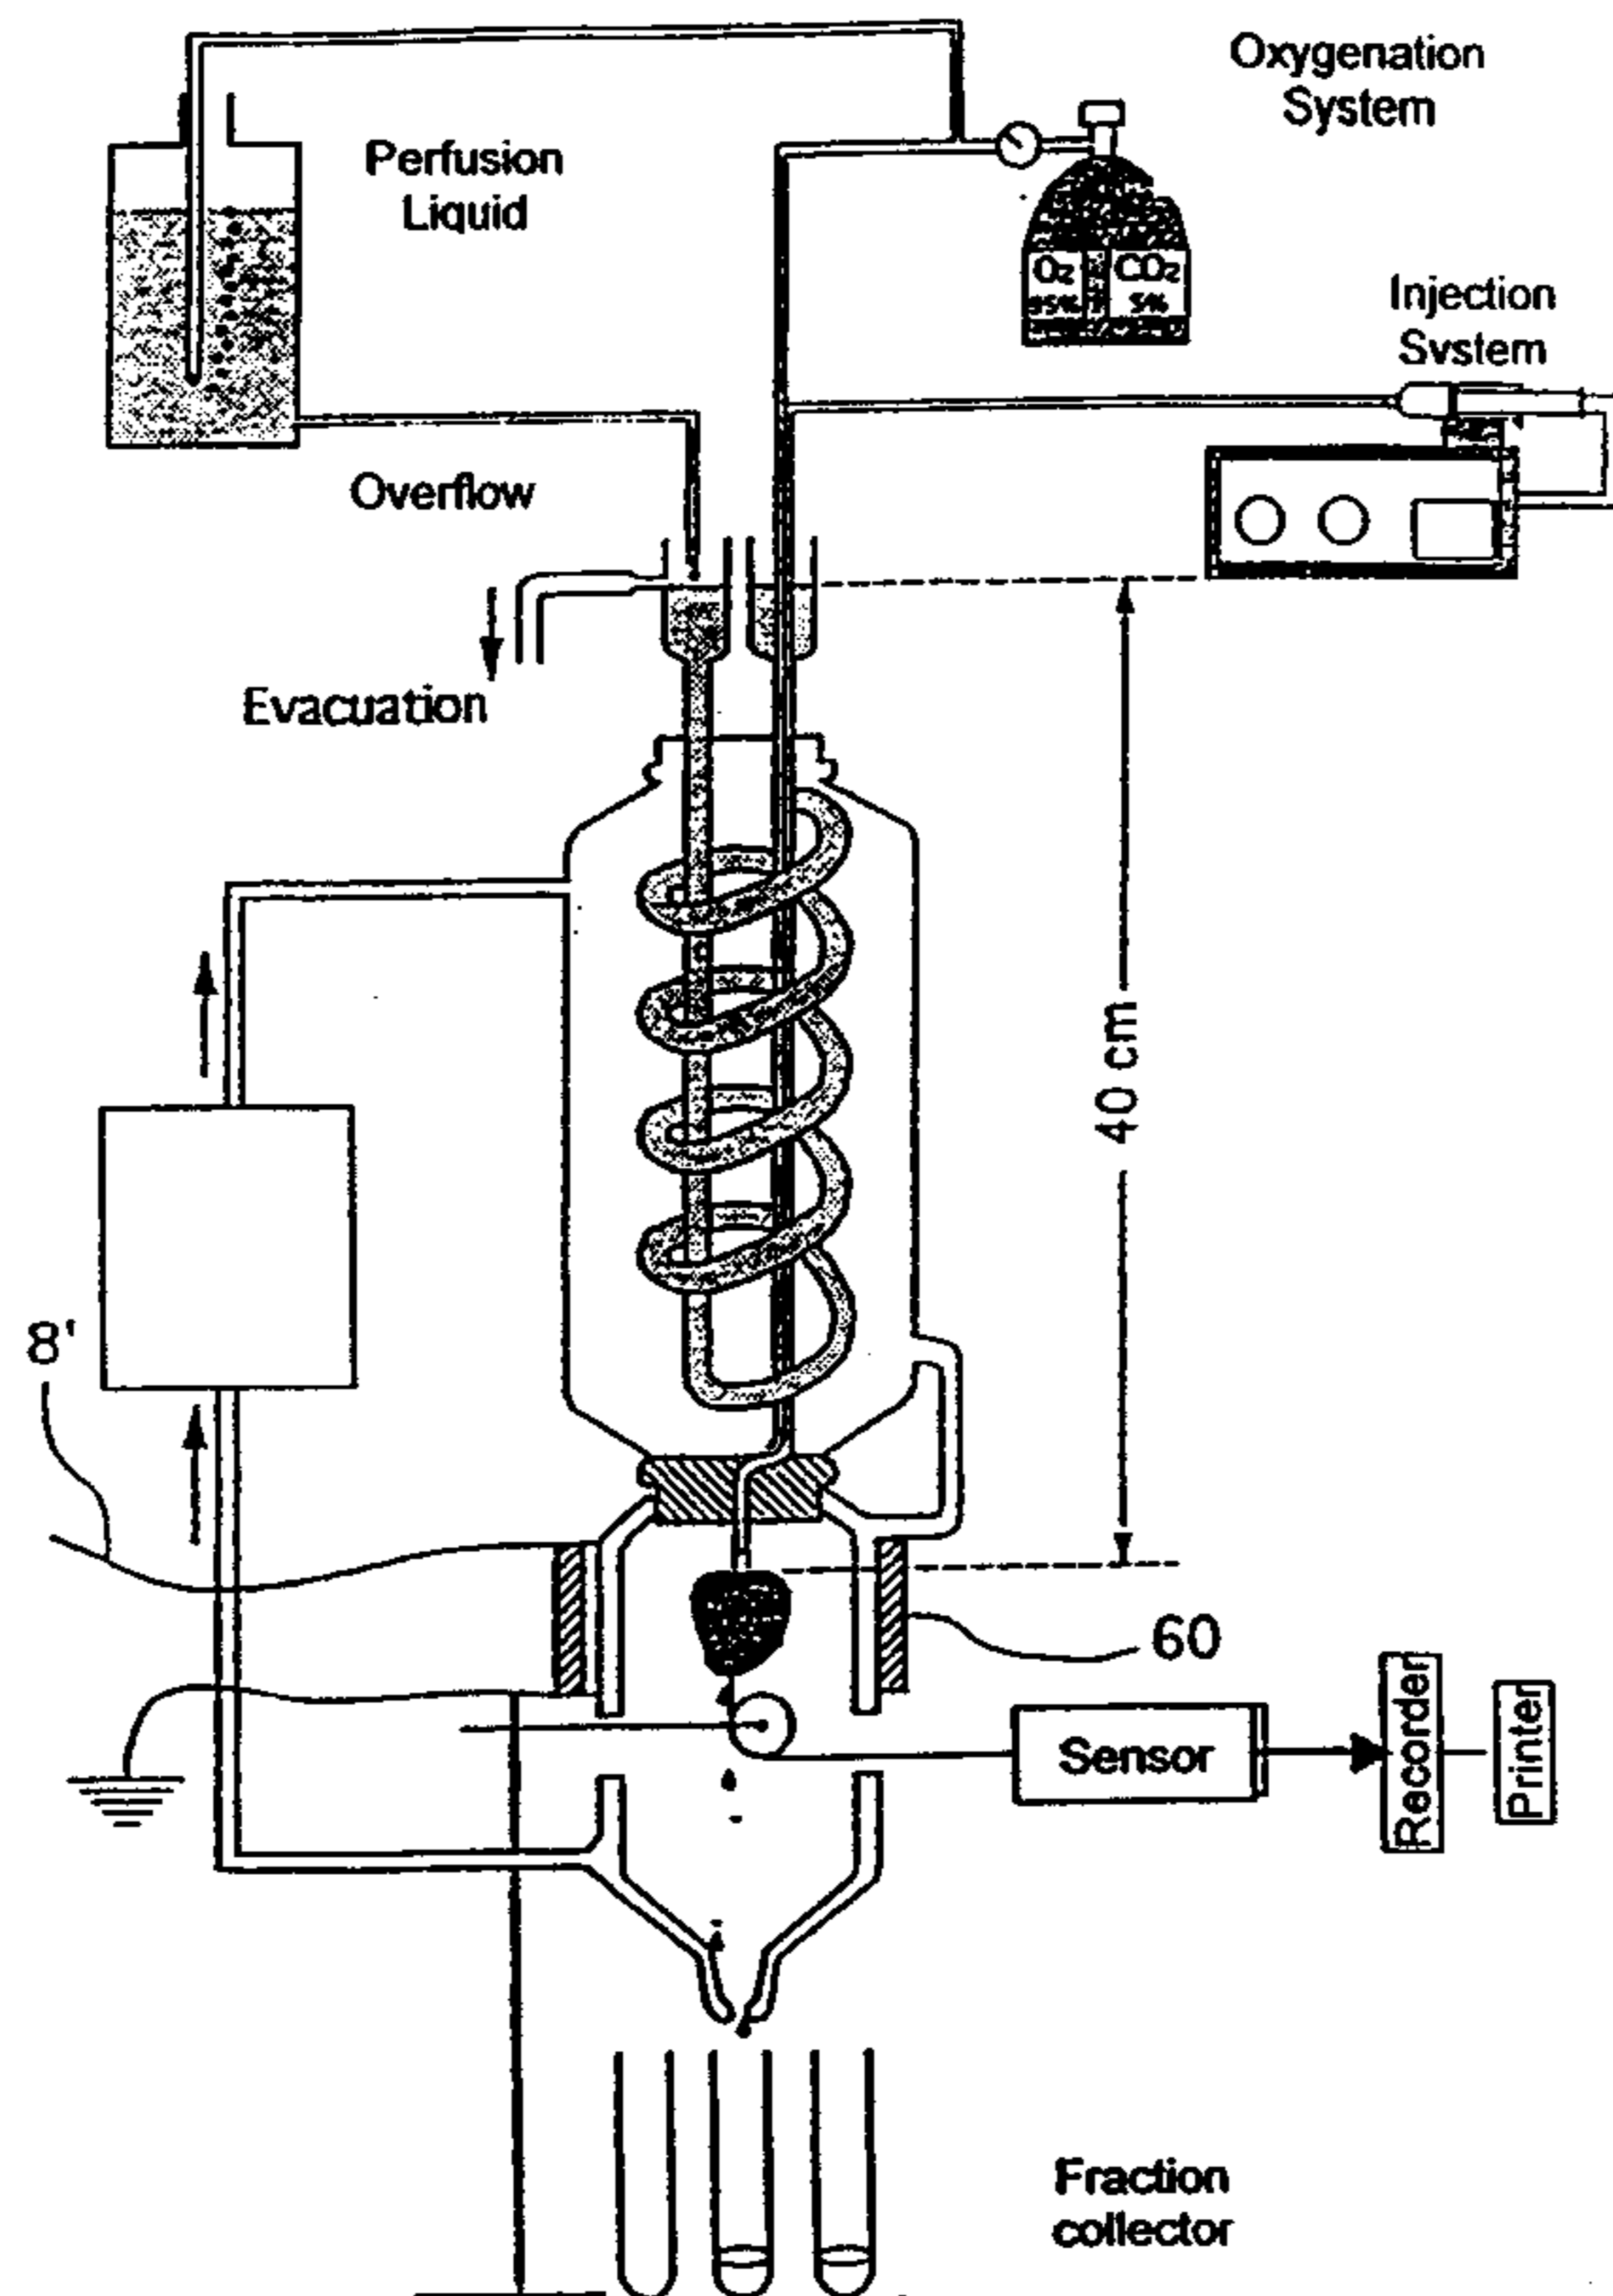 Oxygenation
System
Perfusion
Liquid
O₂
CO₂
95%
5%
Injection
System
Overflow
Evacuation
40 cm
8'
60
Sensor
Recorder
Printer
Fraction
collector